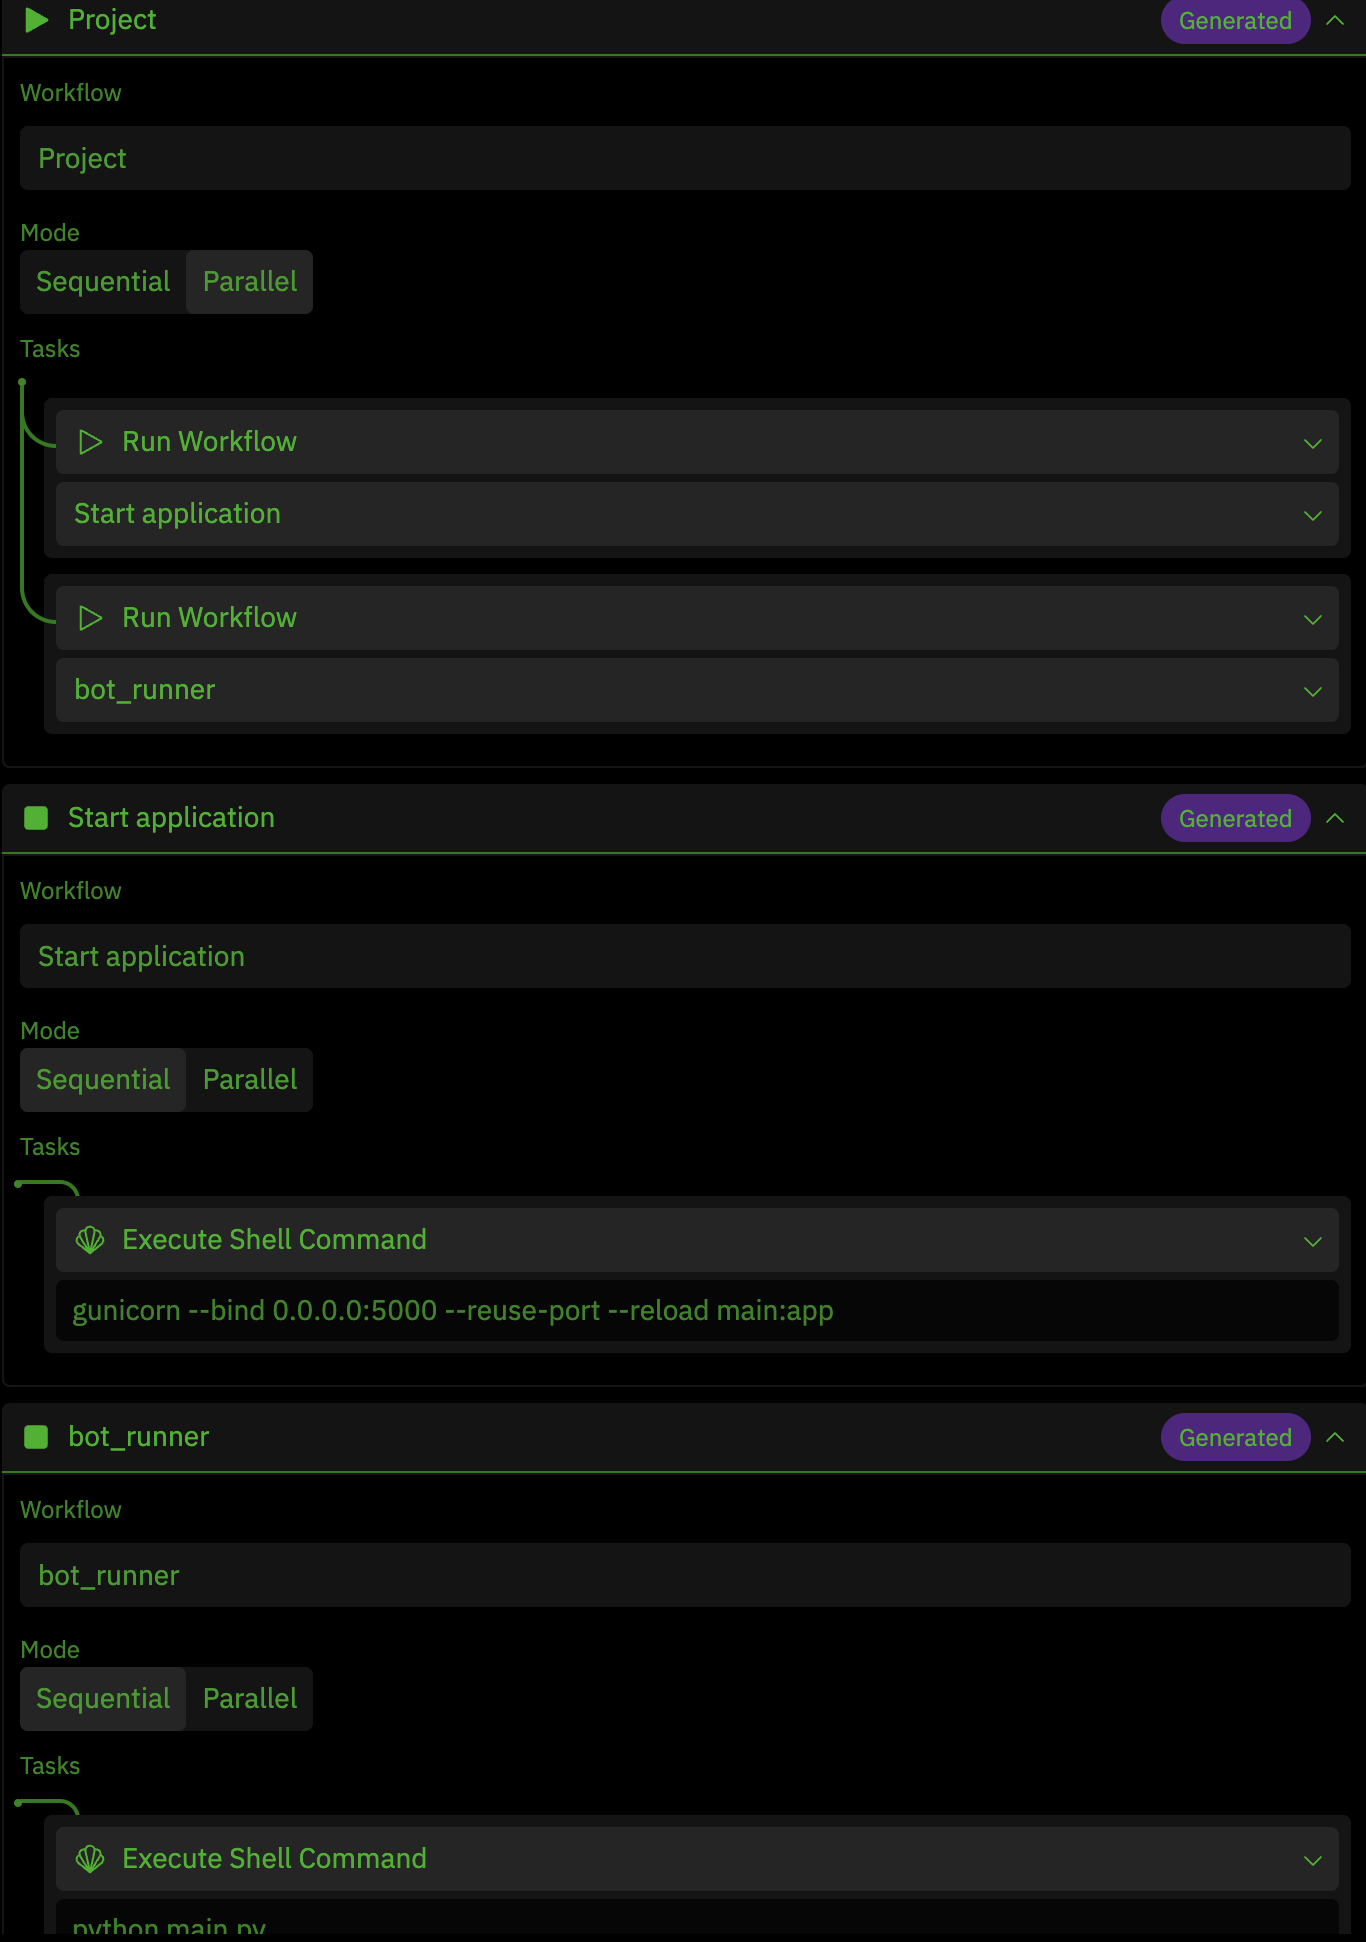 Project
Generated
Workflow
Project
Mode
Sequential Parallel
Tasks
Run Workflow
Start application
Run Workflow
bot_runner
Start application
Generated
Workflow
Start application
Mode
Sequential Parallel
Tasks
Execute Shell Command
gunicorn --bind 0.0.0.0:5000 --reuse-port --reload main:app
bot_runner
Generated
Workflow
bot_runner
Mode
Sequential Parallel
Tasks
Execute Shell Command
python main.py